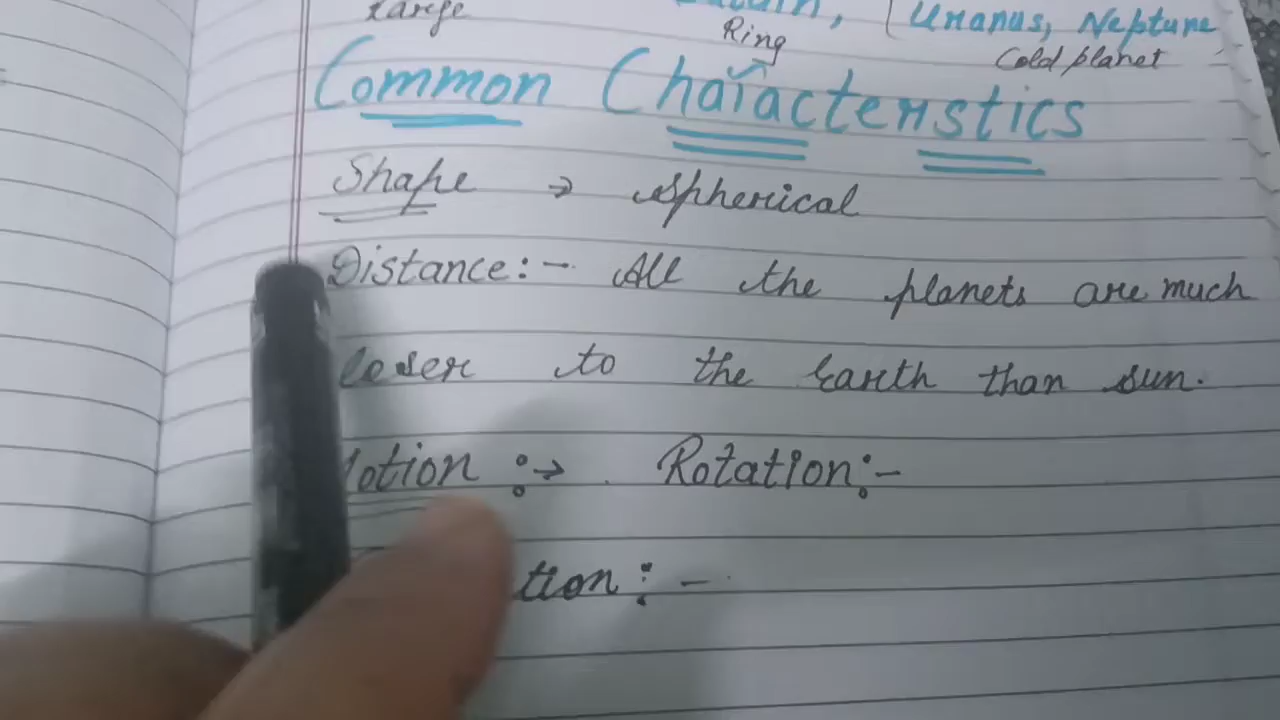 Large
Ring
Uranus, Neptune
Cold planet
Common Characteristics
Shape → Spherical
Distance:- All the planets are much
closer to the Earth than sun.
Motion :→ Rotation:-
tion:-